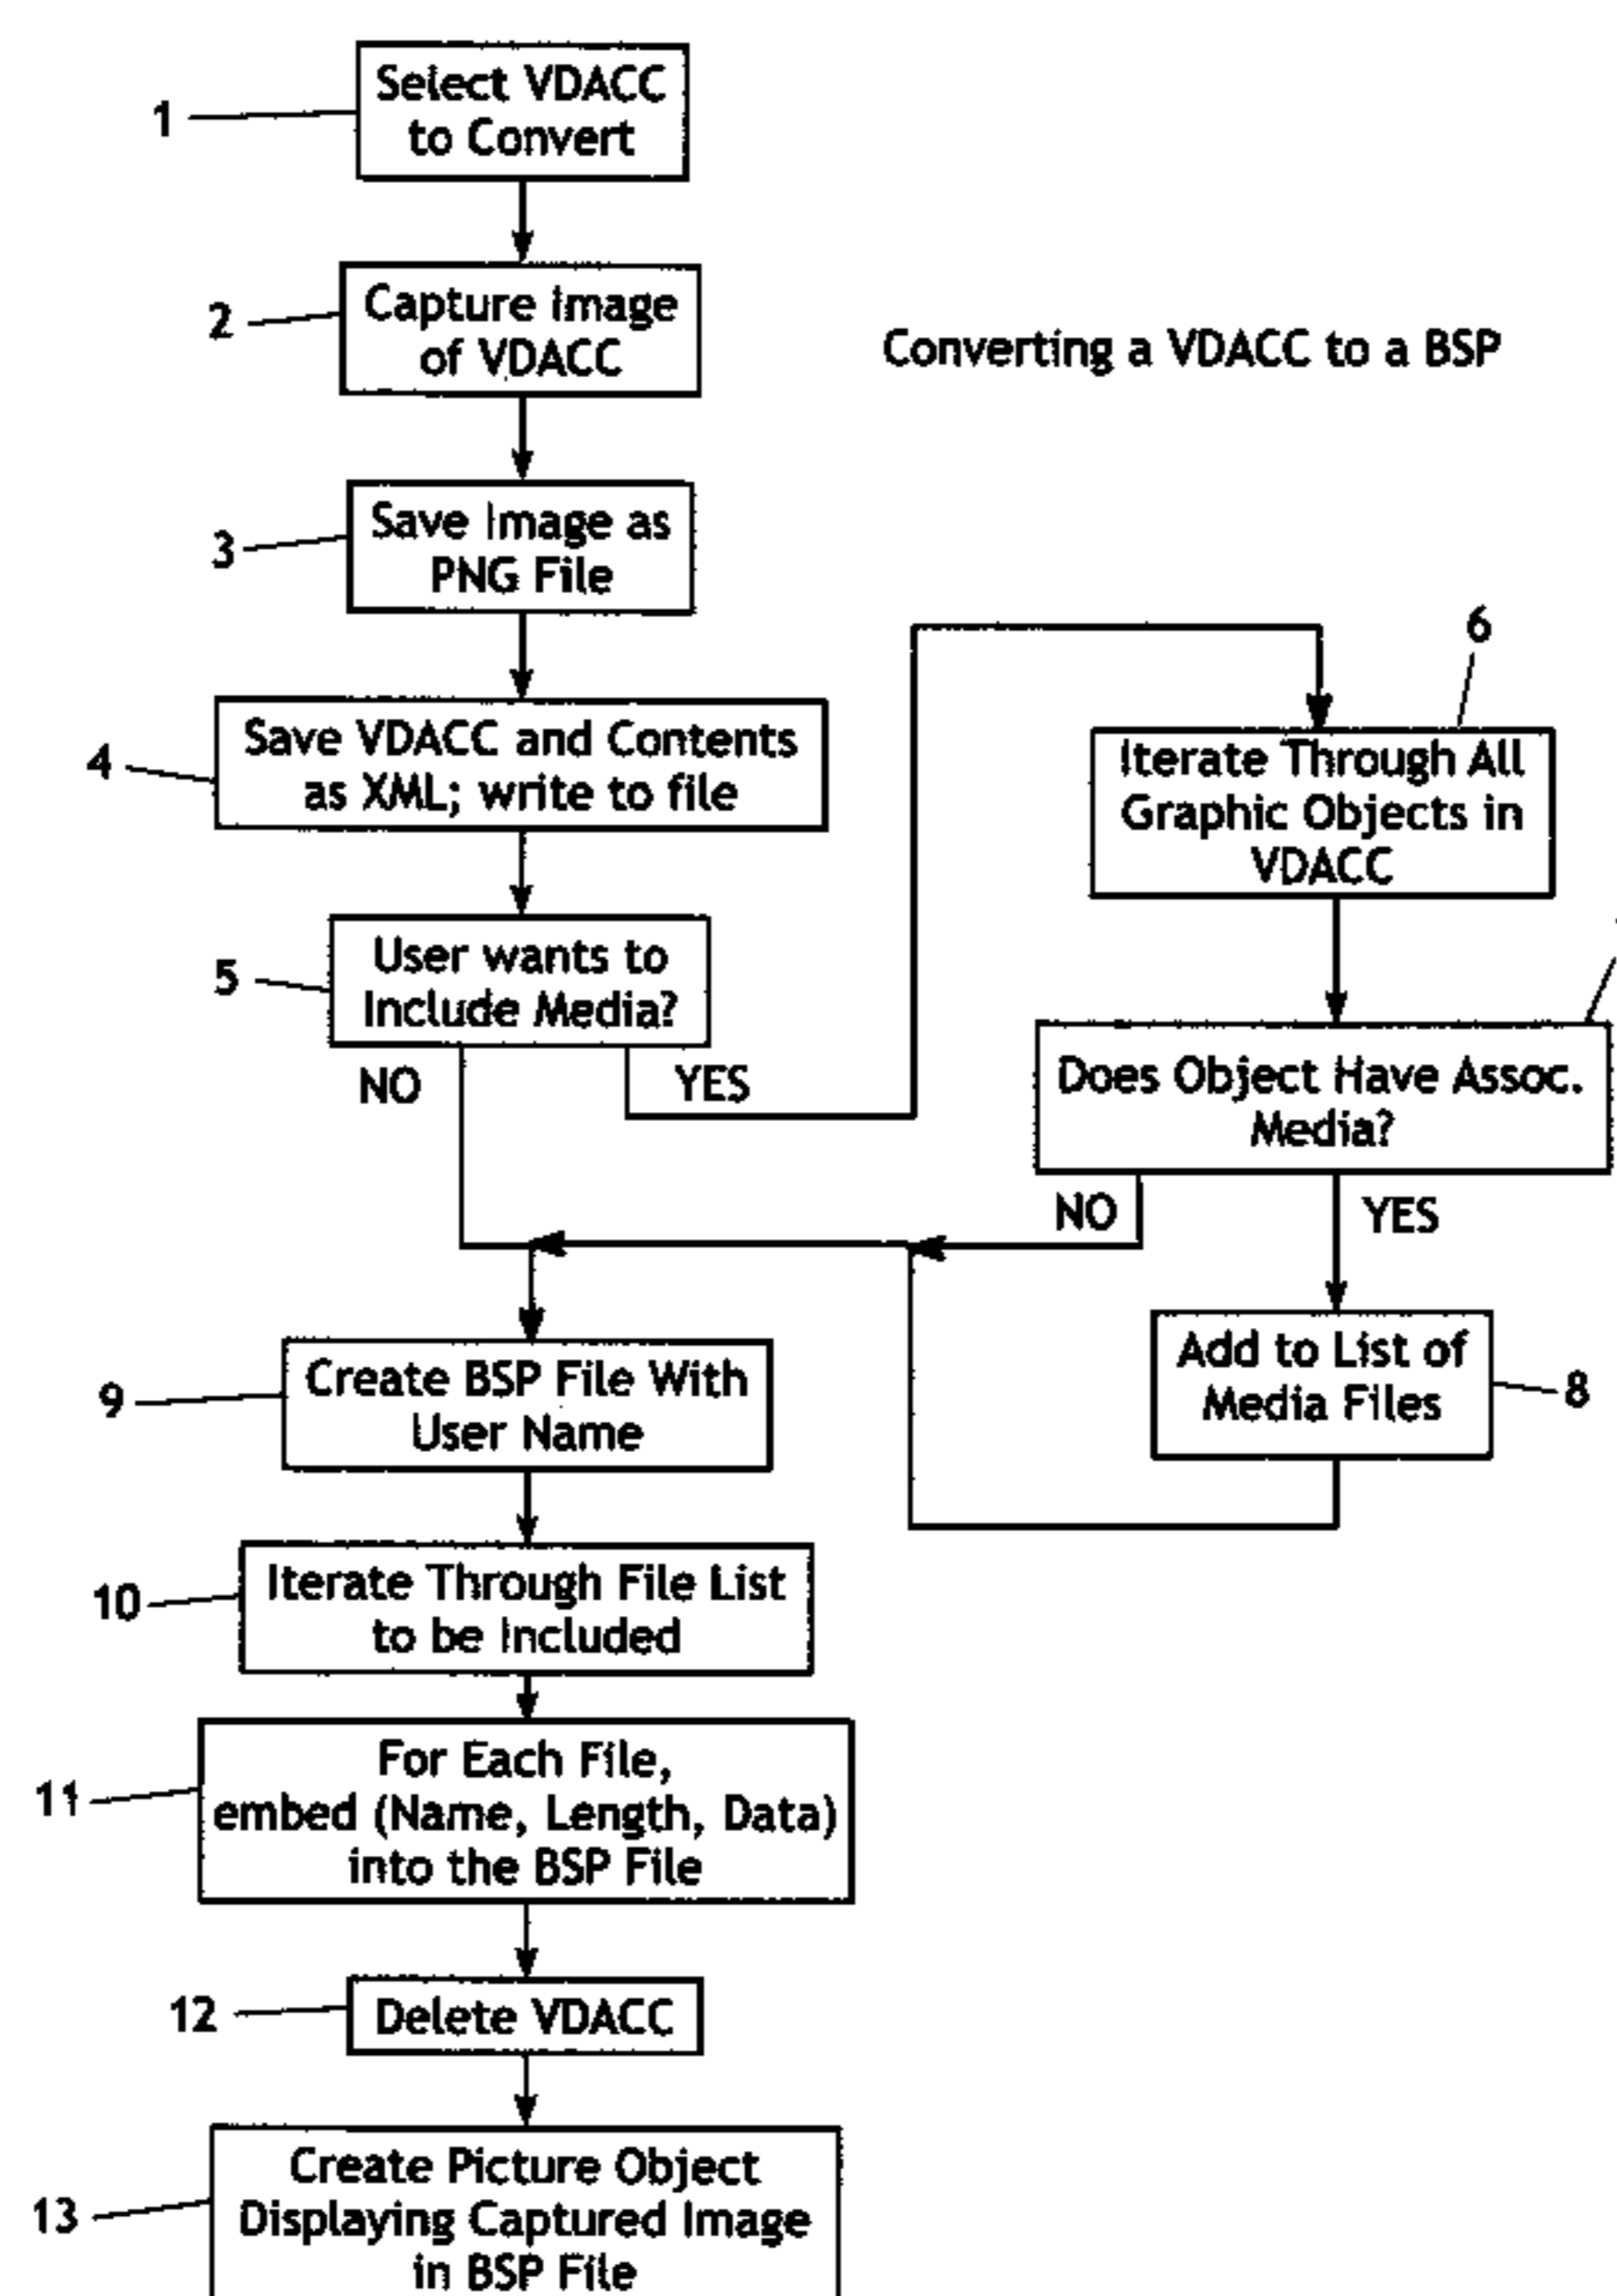 1
Select VDACC
to Convert
2
Capture Image
of VDACC
Converting a VDACC to a BSP
3
Save Image as
PNG File
4
Save VDACC and Contents
as XML; write to file
5
User wants to
Include Media?
NO
YES
6
Iterate Through All
Graphic Objects in
VDACC
Does Object Have Assoc.
Media?
NO
YES
Add to List of
Media Files
8
9
Create BSP File With
User Name
10
Iterate Through File List
to be Included
11
For Each File,
embed (Name, Length, Data)
into the BSP File
12
Delete VDACC
13
Create Picture Object
Displaying Captured Image
in BSP File